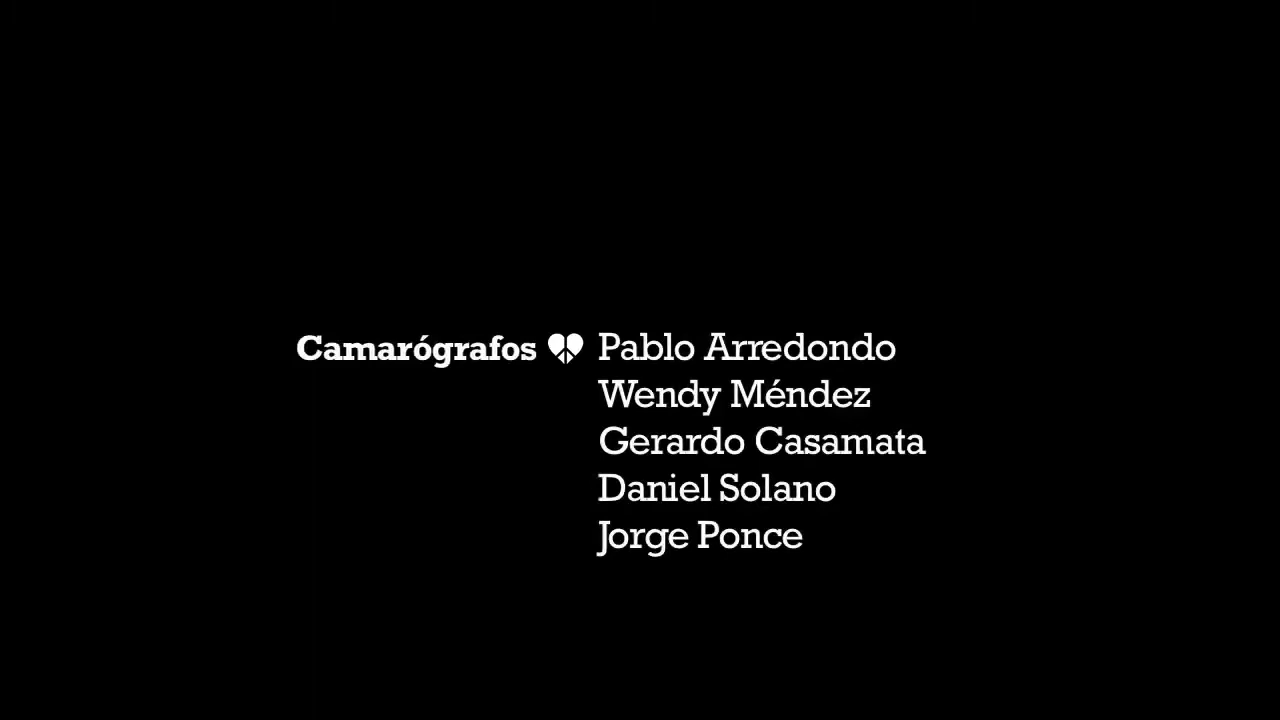 Camarógrafos Pablo Arredondo
Wendy Méndez
Gerardo Casamata
Daniel Solano
Jorge Ponce